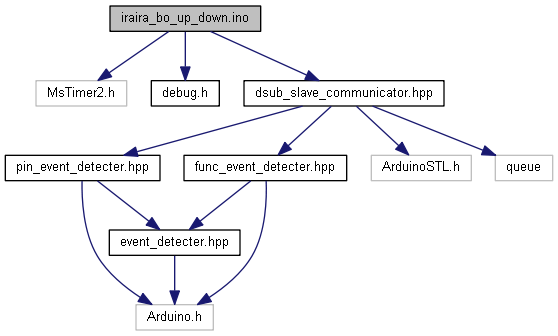 iraira_bo_up_down.ino
MsTimer2.h
debug.h
dsub_slave_communicator.hpp
pin_event_detecter.hpp
func_event_detecter.hpp
ArduinoSTL.h
queue
event_detecter.hpp
Arduino.h